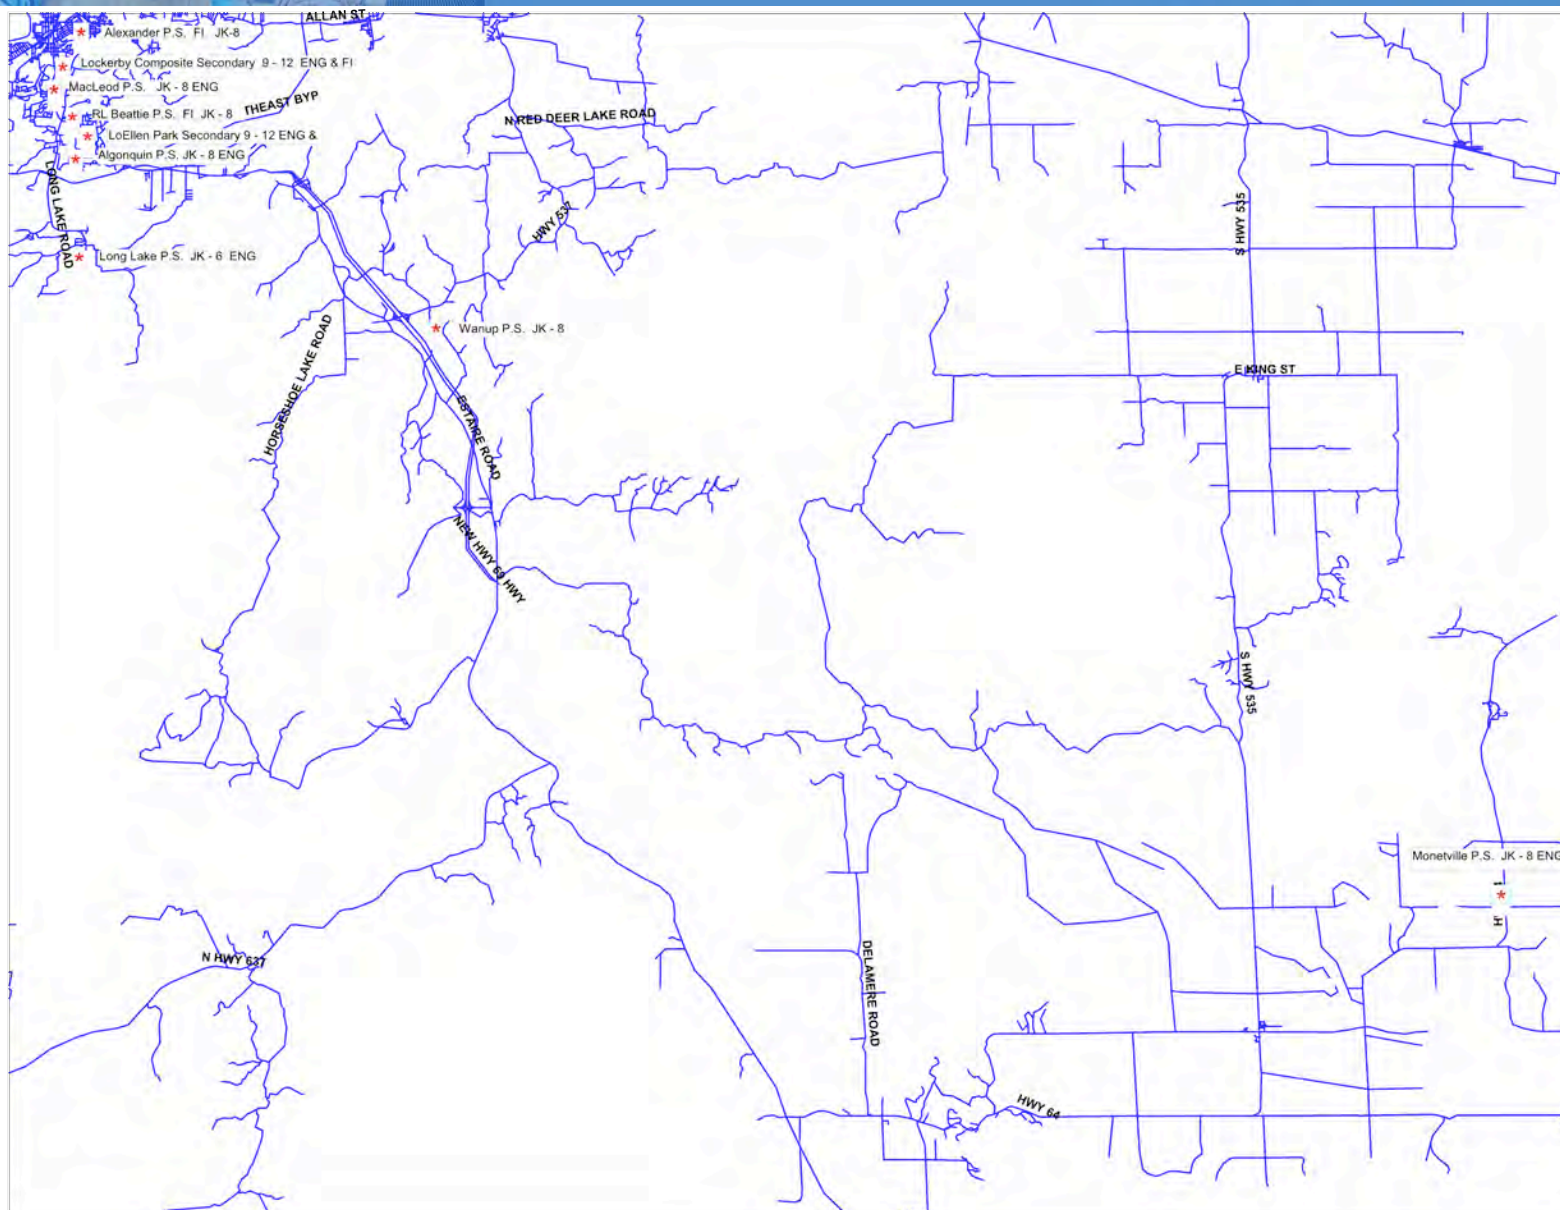 ALLAN ST
Alexander P.S. FI JK-8
Lockerby Composite Secondary 9 - 12 ENG & FI
MacLeod P.S. JK - 8 ENG
THEAST BYP
RL Beattie P.S. FI JK - 8
N RED DEER LAKE ROAD
LoEllen Park Secondary 9 - 12 ENG &
Algonquin P.S. JK - 8 ENG
LONG LAKE ROAD
HWY 537
S HWY 535
Long Lake P.S. JK - 6 ENG
Wanup P.S. JK - 8
HORSESHOE LAKE ROAD
E KING ST
ESTAIRE ROAD
NEW HWY 69 HWY
S HWY 535
Monetville P.S. JK - 8 ENG
H
N HWY 637
DELAMERE ROAD
HWY 64